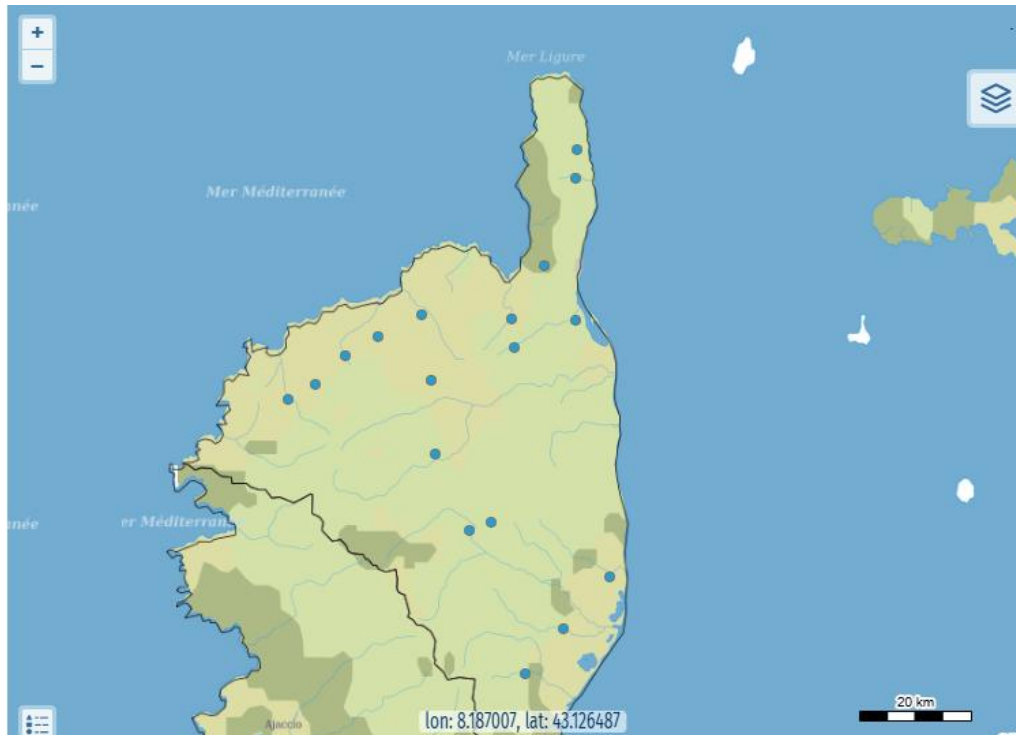 +
−
Mer Ligure
Mer Méditerranée
née
er Méditerran
née
20 km
Ajaccio
lon: 8.187007, lat: 43.126487